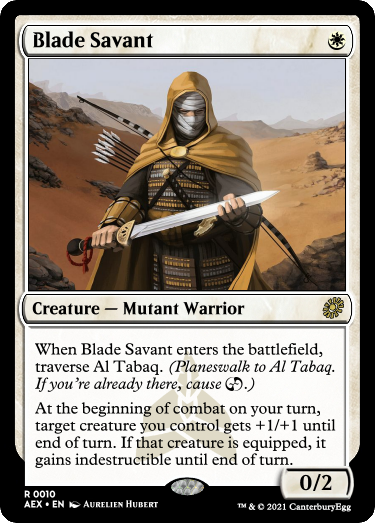 Blade Savant
Creature — Mutant Warrior
When Blade Savant enters the battlefield,
traverse Al Tabaq. (Planeswalk to Al Tabaq.
If you're already there, cause .)
At the beginning of combat on your turn,
target creature you control gets +1/+1 until
end of turn. If that creature is equipped, it
gains indestructible until end of turn.
0/2
R 0010
AEX • EN Aurelien Hubert
™ & © 2021 CanterburyEgg